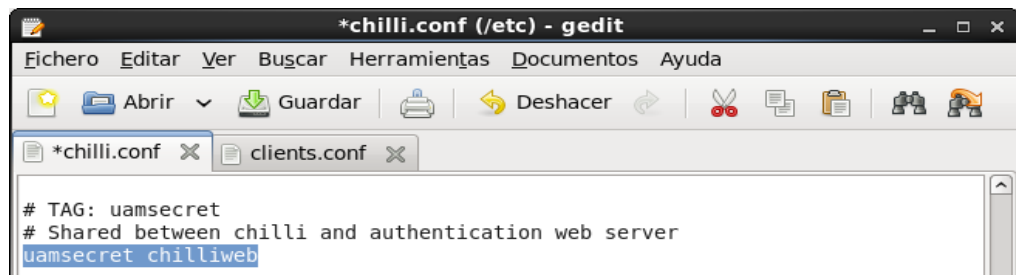 *chilli.conf (/etc) - gedit
Fichero Editar Ver Buscar Herramientas Documentos Ayuda
Abrir Guardar Deshacer
*chilli.conf clients.conf
# TAG: uamsecret
# Shared between chilli and authentication web server
uamsecret chilliweb